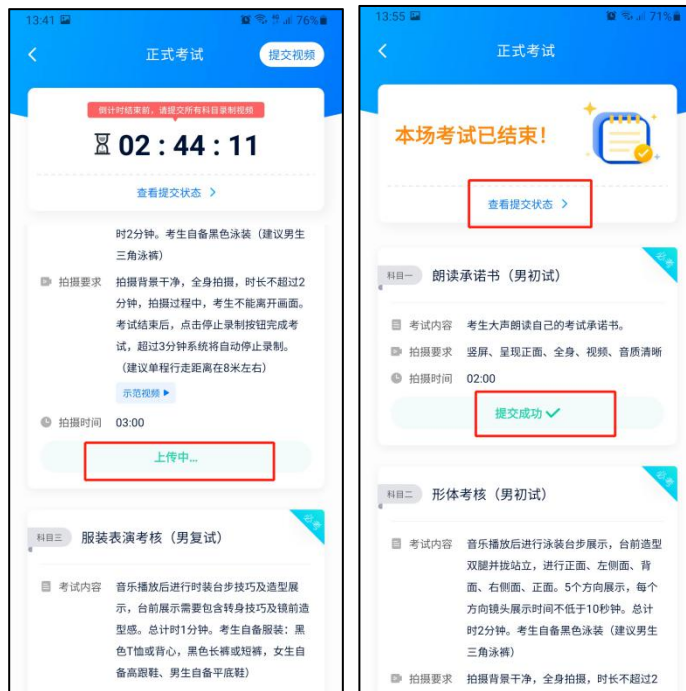 13:41
76%
正式考试
提交视频
倒计时结束前，请提交所有科目录制视频
02 : 44 : 11
查看提交状态 >
时2分钟。考生自备黑色泳装（建议男生
三角泳裤）
拍摄要求 拍摄背景干净，全身拍摄，时长不超过2
分钟，拍摄过程中，考生不能离开画面。
考试结束后，点击停止录制按钮完成考
试，超过3分钟系统将自动停止录制。
（建议单程行走距离在8米左右）
示范视频
拍摄时间 03:00
上传中...
必考
科目三 服装表演考核（男复试）
考试内容 音乐播放后进行时装台步技巧及造型展
示，台前展示需要包含转身技巧及镜前造
型感。总计时1分钟。考生自备服装：黑
色T恤或背心，黑色长裤或短裤，女生自
备高跟鞋、男生自备平底鞋）
13:55
71%
正式考试
本场考试已结束！
查看提交状态 >
必考
科目一 朗读承诺书（男初试）
考试内容 考生大声朗读自己的考试承诺书。
拍摄要求 竖屏、呈现正面、全身、视频、音质清晰
拍摄时间 02:00
提交成功
必考
科目二 形体考核（男初试）
考试内容 音乐播放后进行泳装台步展示，台前造型
双腿并拢站立，进行正面、左侧面、背
面、右侧面、正面。5个方向展示，每个
方向镜头展示时间不低于10秒钟。总计
时2分钟。考生自备黑色泳装（建议男生
三角泳裤）
拍摄要求 拍摄背景干净，全身拍摄，时长不超过2